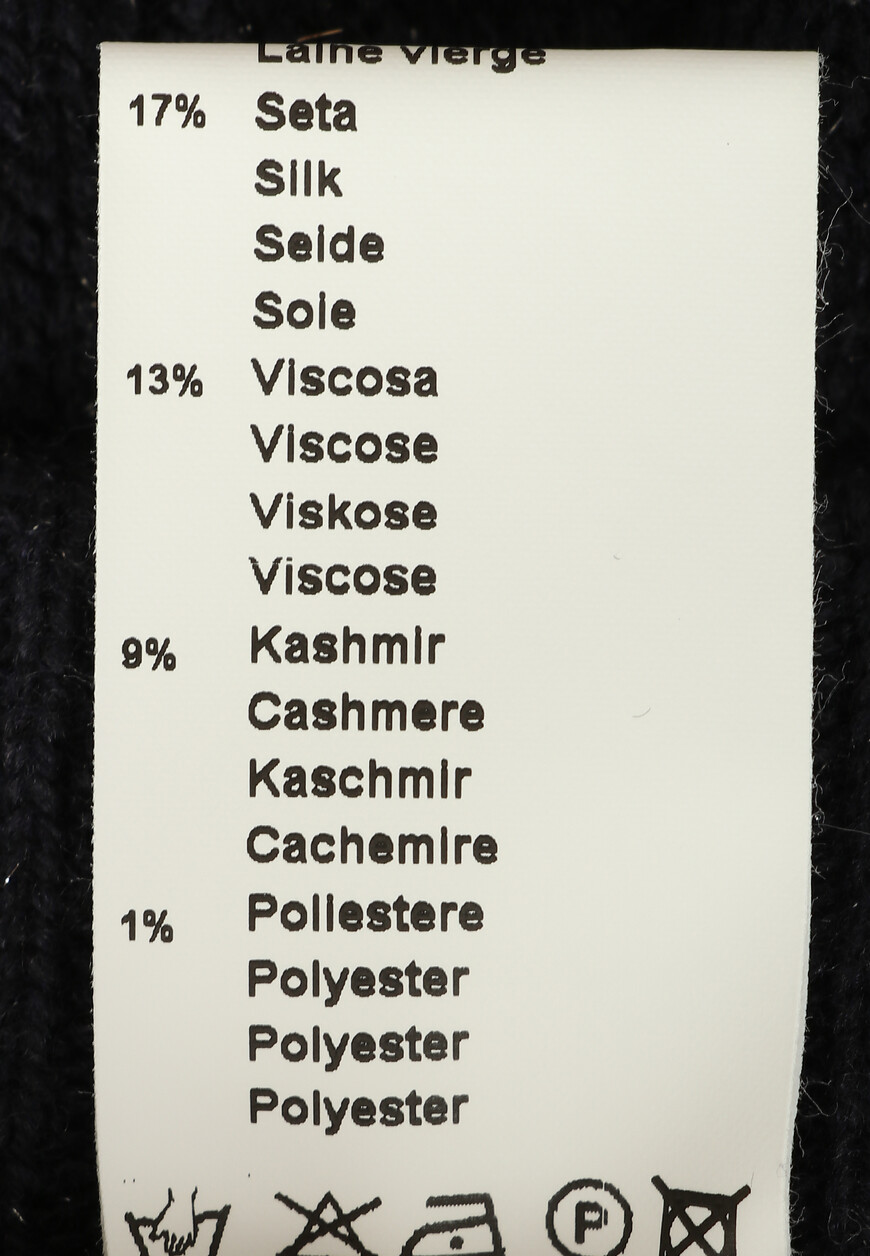 Laine vierge
17% Seta
Silk
Seide
Soie
13% Viscosa
Viscose
Viskose
Viscose
9% Kashmir
Cashmere
Kaschmir
Cachemire
1% Poliestere
Polyester
Polyester
Polyester
P